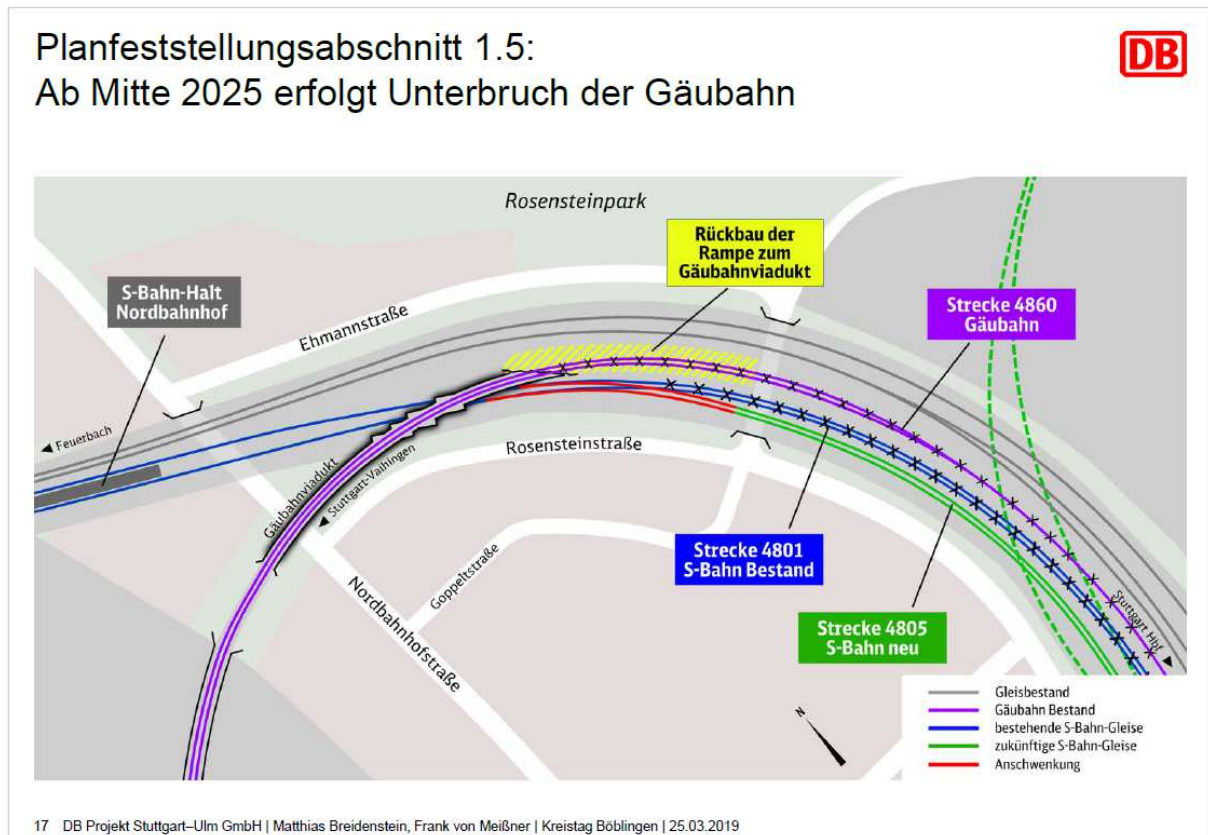 Planfeststellungsabschnitt 1.5:
Ab Mitte 2025 erfolgt Unterbruch der Gäubahn
DB
Rosensteinpark
Rückbau der
Rampe zum
Gäubahnviadukt
S-Bahn-Halt
Nordbahnhof
Strecke 4860
Gäubahn
Ehmannstraße
Feuerbach
Rosensteinstraße
Gäubahnviadukt
Stuttgart-Vaihingen
Strecke 4801
S-Bahn Bestand
Goppeltstraße
Nordbahnhofstraße
Strecke 4805
S-Bahn neu
Stuttgart Hbf
N
Gleisbestand
Gäubahn Bestand
bestehende S-Bahn-Gleise
zukünftige S-Bahn-Gleise
Anschwenkung
17 DB Projekt Stuttgart–Ulm GmbH | Matthias Breidenstein, Frank von Meißner | Kreistag Böblingen | 25.03.2019